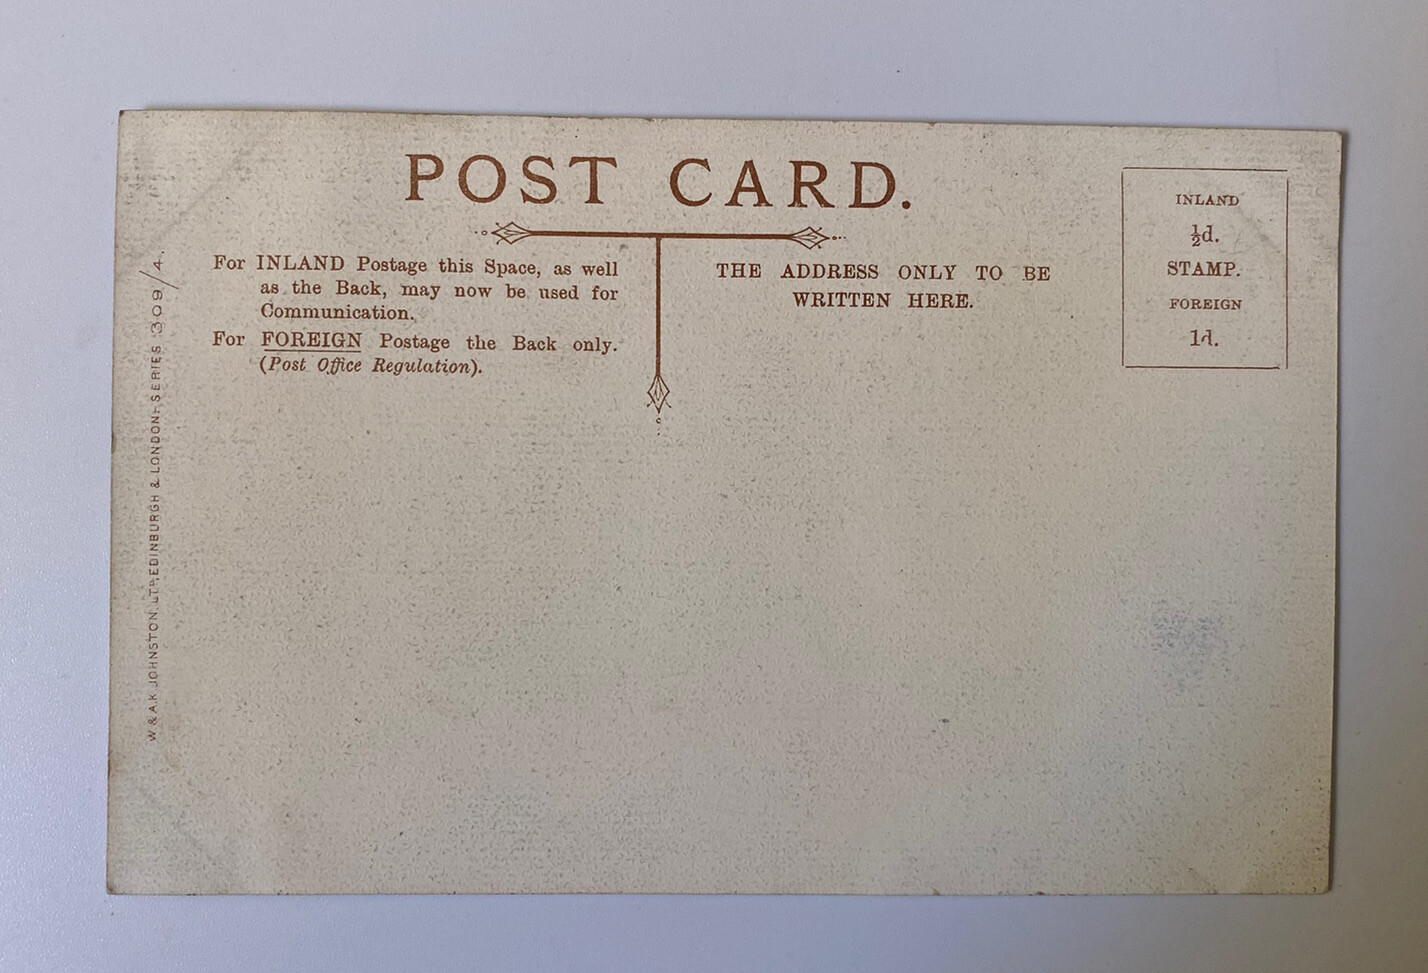 POST CARD.
For INLAND Postage this Space, as well
as the Back, may now be used for
Communication.
For FOREIGN Postage the Back only.
(Post Office Regulation).
THE ADDRESS ONLY TO BE
WRITTEN HERE.
INLAND
½d.
STAMP.
FOREIGN
1d.
W & A.K. JOHNSTON, LTD, EDINBURGH & LONDON. SERIES 309/4.